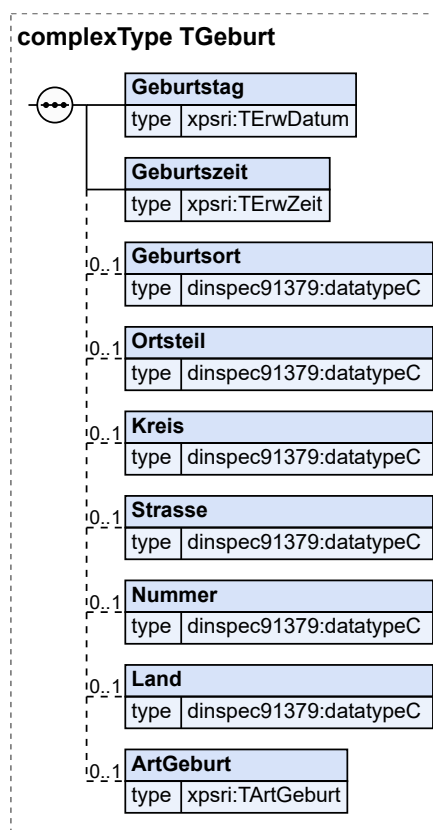 complexType TGeburt
Geburtstag
type xpsri:TErwDatum
Geburtszeit
type xpsri:TErwZeit
0..1 Geburtsort
type dinspec91379:datatypeC
0..1 Ortsteil
type dinspec91379:datatypeC
0..1 Kreis
type dinspec91379:datatypeC
0..1 Strasse
type dinspec91379:datatypeC
0..1 Nummer
type dinspec91379:datatypeC
0..1 Land
type dinspec91379:datatypeC
0..1 ArtGeburt
type xpsri:TArtGeburt